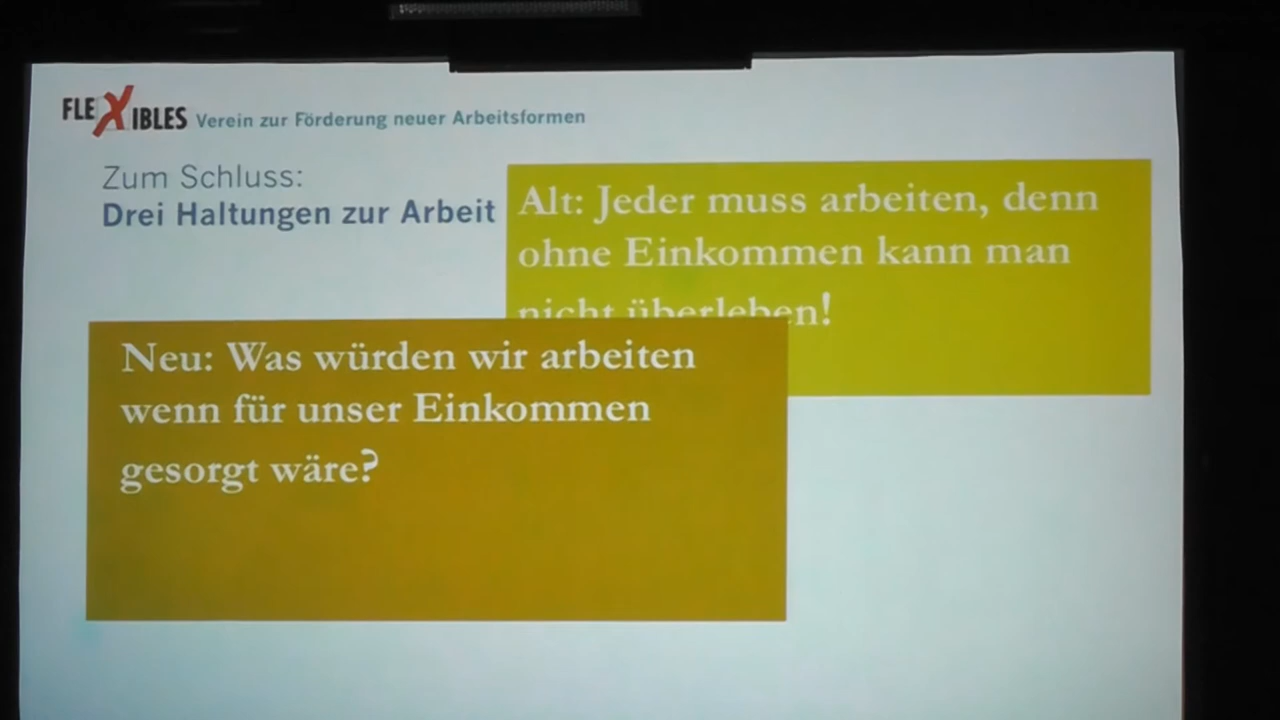 FLEXIBLES Verein zur Förderung neuer Arbeitsformen
Zum Schluss:
Drei Haltungen zur Arbeit
Alt: Jeder muss arbeiten, denn
ohne Einkommen kann man
nicht überleben!
Neu: Was würden wir arbeiten
wenn für unser Einkommen
gesorgt wäre?